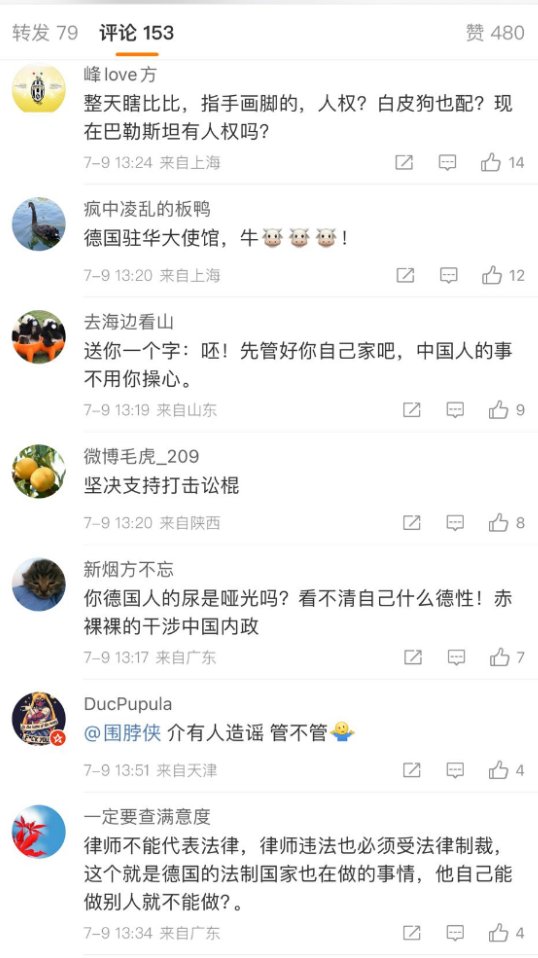 转发 79 评论 153 赞 480
峰love方
整天瞎比比，指手画脚的，人权？白皮狗也配？现
在巴勒斯坦有人权吗？
7-9 13:24 来自上海 14
疯中凌乱的板鸭
德国驻华大使馆，牛🐮🐮🐮！
7-9 13:20 来自上海 12
去海边看山
送你一个字：呸！先管好你自己家吧，中国人的事
不用你操心。
7-9 13:19 来自山东 9
微博毛虎_209
坚决支持打击讼棍
7-9 13:20 来自陕西 8
新烟方不忘
你德国人的尿是哑光吗？看不清自己什么德性！赤
裸裸的干涉中国内政
7-9 13:17 来自广东 7
DucPupula
@围脖侠 介有人造谣 管不管🤷
7-9 13:51 来自天津 4
一定要查满意度
律师不能代表法律，律师违法也必须受法律制裁，
这个就是德国的法制国家也在做的事情，他自己能
做别人就不能做？。
7-9 13:34 来自广东 4